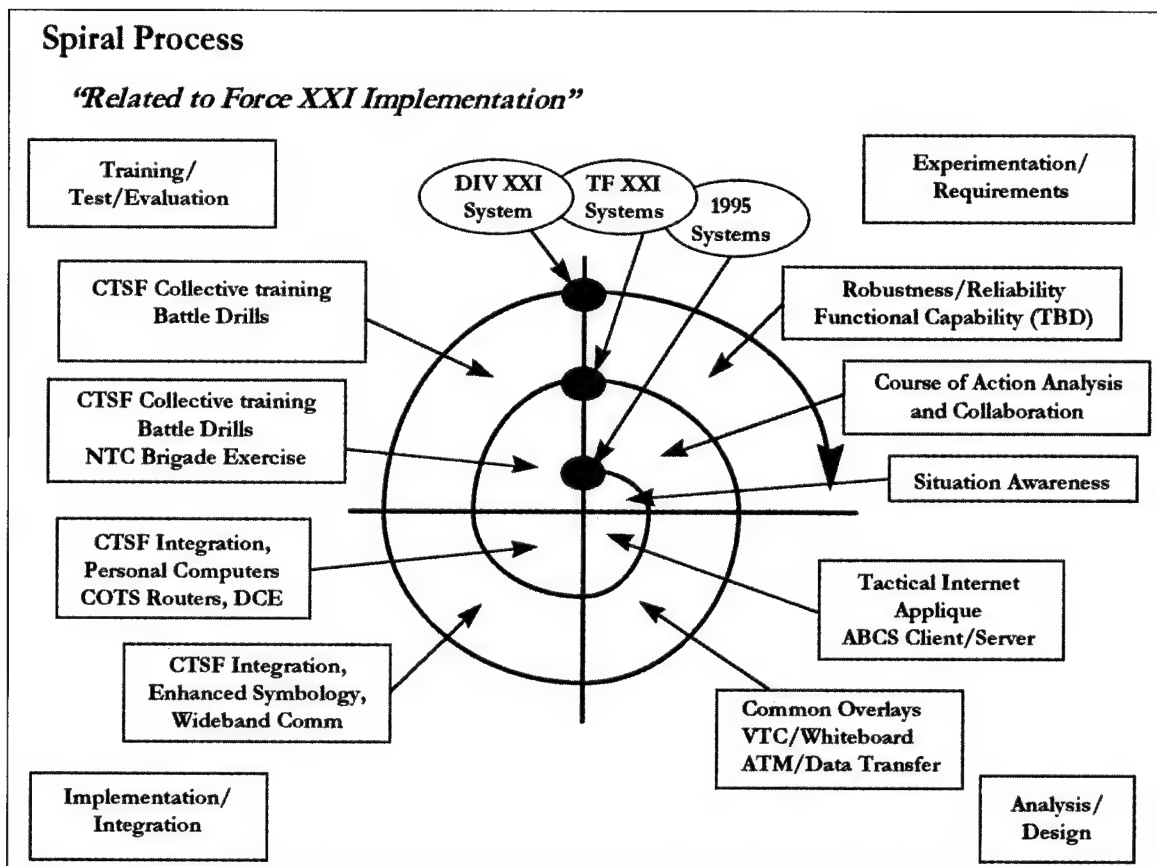 Spiral Process
“Related to Force XXI Implementation”
Training/
Test/Evaluation
Experimentation/
Requirements
DIV XXI
System
TF XXI
Systems
1995
Systems
CTSF Collective training
Battle Drills
Robustness/Reliability
Functional Capability (TBD)
CTSF Collective training
Battle Drills
NTC Brigade Exercise
Course of Action Analysis
and Collaboration
Situation Awareness
CTSF Integration,
Personal Computers
COTS Routers, DCE
Tactical Internet
Applique
ABCS Client/Server
CTSF Integration,
Enhanced Symbology,
Wideband Comm
Common Overlays
VTC/Whiteboard
ATM/Data Transfer
Implementation/
Integration
Analysis/
Design